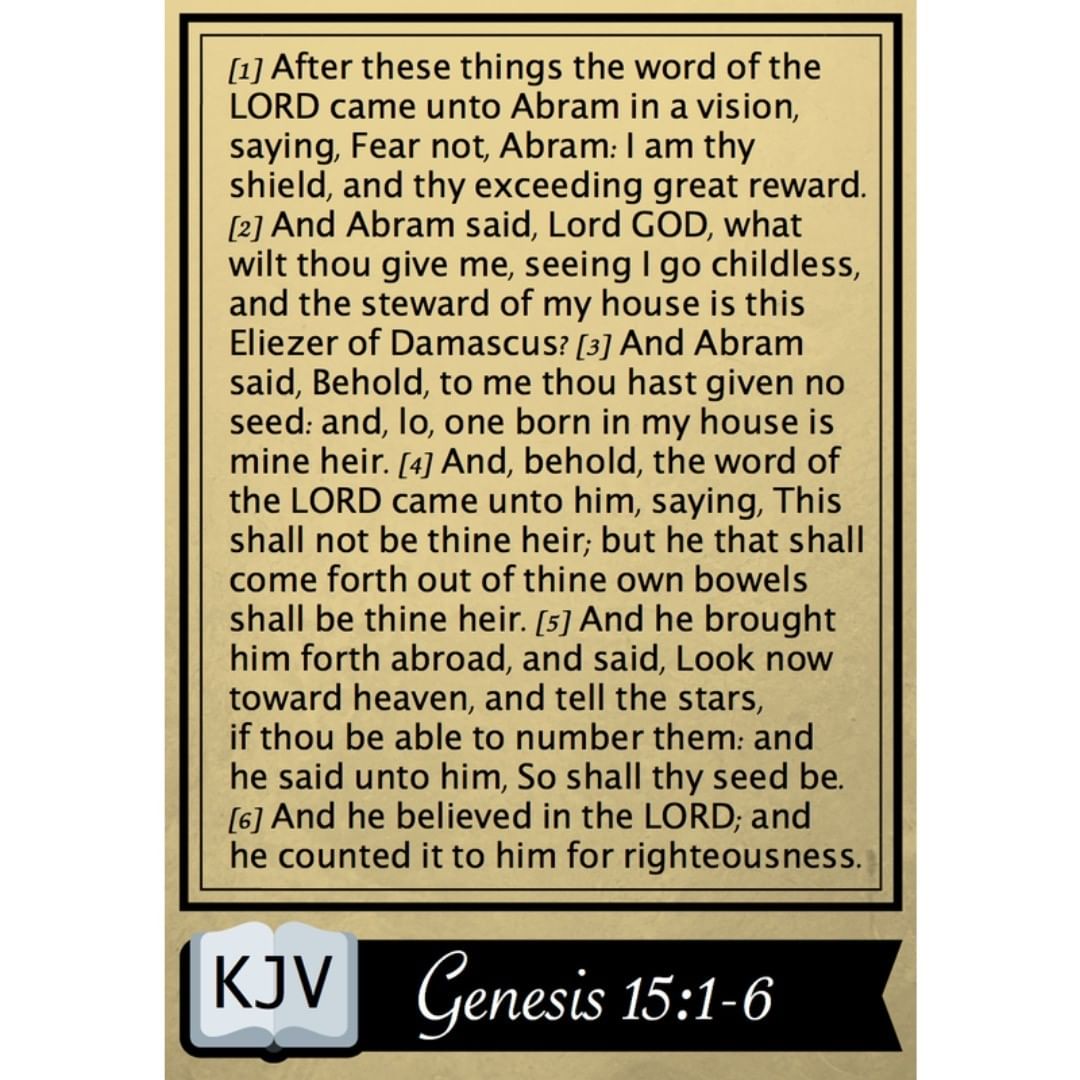 [1] After these things the word of the
LORD came unto Abram in a vision,
saying, Fear not, Abram: I am thy
shield, and thy exceeding great reward.
[2] And Abram said, Lord GOD, what
wilt thou give me, seeing I go childless,
and the steward of my house is this
Eliezer of Damascus? [3] And Abram
said, Behold, to me thou hast given no
seed: and, lo, one born in my house is
mine heir. [4] And, behold, the word of
the LORD came unto him, saying, This
shall not be thine heir; but he that shall
come forth out of thine own bowels
shall be thine heir. [5] And he brought
him forth abroad, and said, Look now
toward heaven, and tell the stars,
if thou be able to number them: and
he said unto him, So shall thy seed be.
[6] And he believed in the LORD; and
he counted it to him for righteousness.
KJV
Genesis 15:1-6